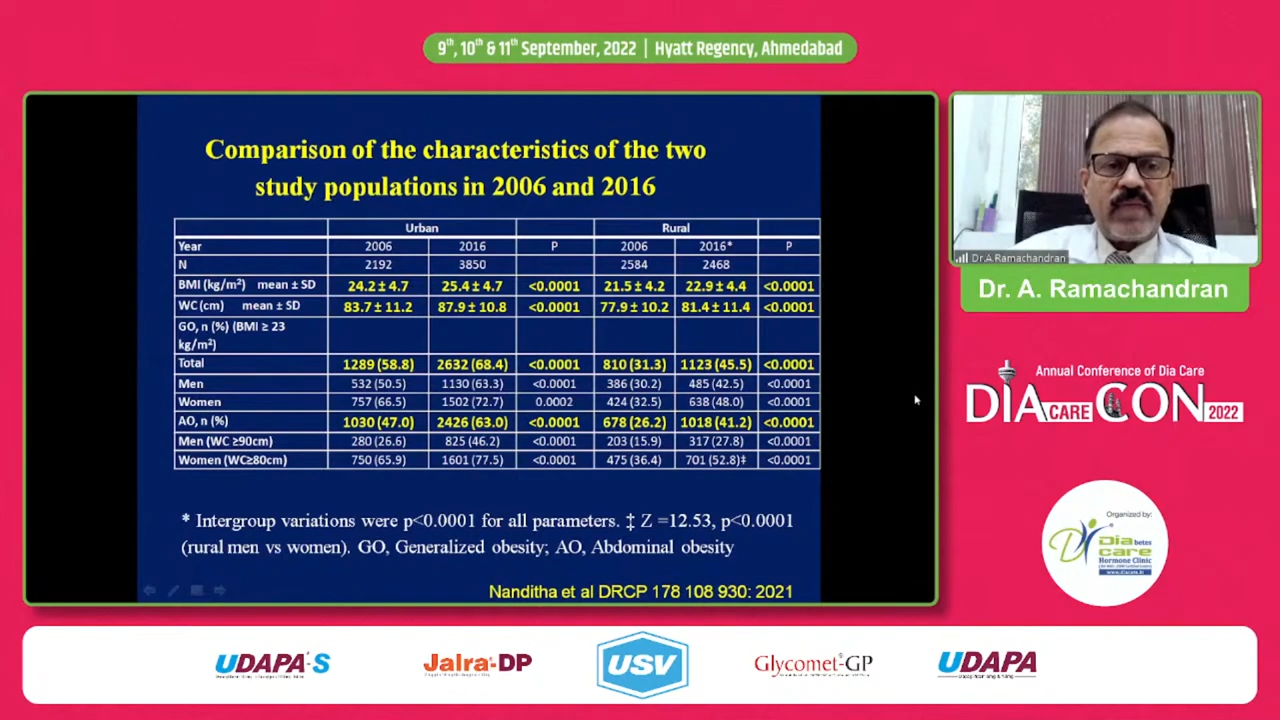 9th, 10th & 11th September, 2022 | Hyatt Regency, Ahmedabad
Comparison of the characteristics of the two
study populations in 2006 and 2016
Urban Rural
Year 2006 2016 P 2006 2016* P
N 2192 3850 2584 2468
BMI (kg/m²) mean ± SD 24.2 ± 4.7 25.4 ± 4.7 <0.0001 21.5 ± 4.2 22.9 ± 4.4 <0.0001
WC (cm) mean ± SD 83.7 ± 11.2 87.9 ± 10.8 <0.0001 77.9 ± 10.2 81.4 ± 11.4 <0.0001
GO, n (%) (BMI ≥ 23
kg/m²)
Total 1289 (58.8) 2632 (68.4) <0.0001 810 (31.3) 1123 (45.5) <0.0001
Men 532 (50.5) 1130 (63.3) <0.0001 386 (30.2) 485 (42.5) <0.0001
Women 757 (66.5) 1502 (72.7) 0.0002 424 (32.5) 638 (48.0) <0.0001
AO, n (%) 1030 (47.0) 2426 (63.0) <0.0001 678 (26.2) 1018 (41.2) <0.0001
Men (WC ≥90cm) 280 (26.6) 825 (46.2) <0.0001 203 (15.9) 317 (27.8) <0.0001
Women (WC≥80cm) 750 (65.9) 1601 (77.5) <0.0001 475 (36.4) 701 (52.8)‡ <0.0001
* Intergroup variations were p<0.0001 for all parameters. ‡ Z =12.53, p<0.0001
(rural men vs women). GO, Generalized obesity; AO, Abdominal obesity
Nanditha et al DRCP 178 108 930: 2021
Dr.A.Ramachandran
Dr. A. Ramachandran
Annual Conference of Dia Care
DIA CARE CON 2022
Organized by:
Diabetes
care
Hormone Clinic
www.diacare.in
UDAPA-S
Jalra-DP
USV
Glycomet-GP
UDAPA